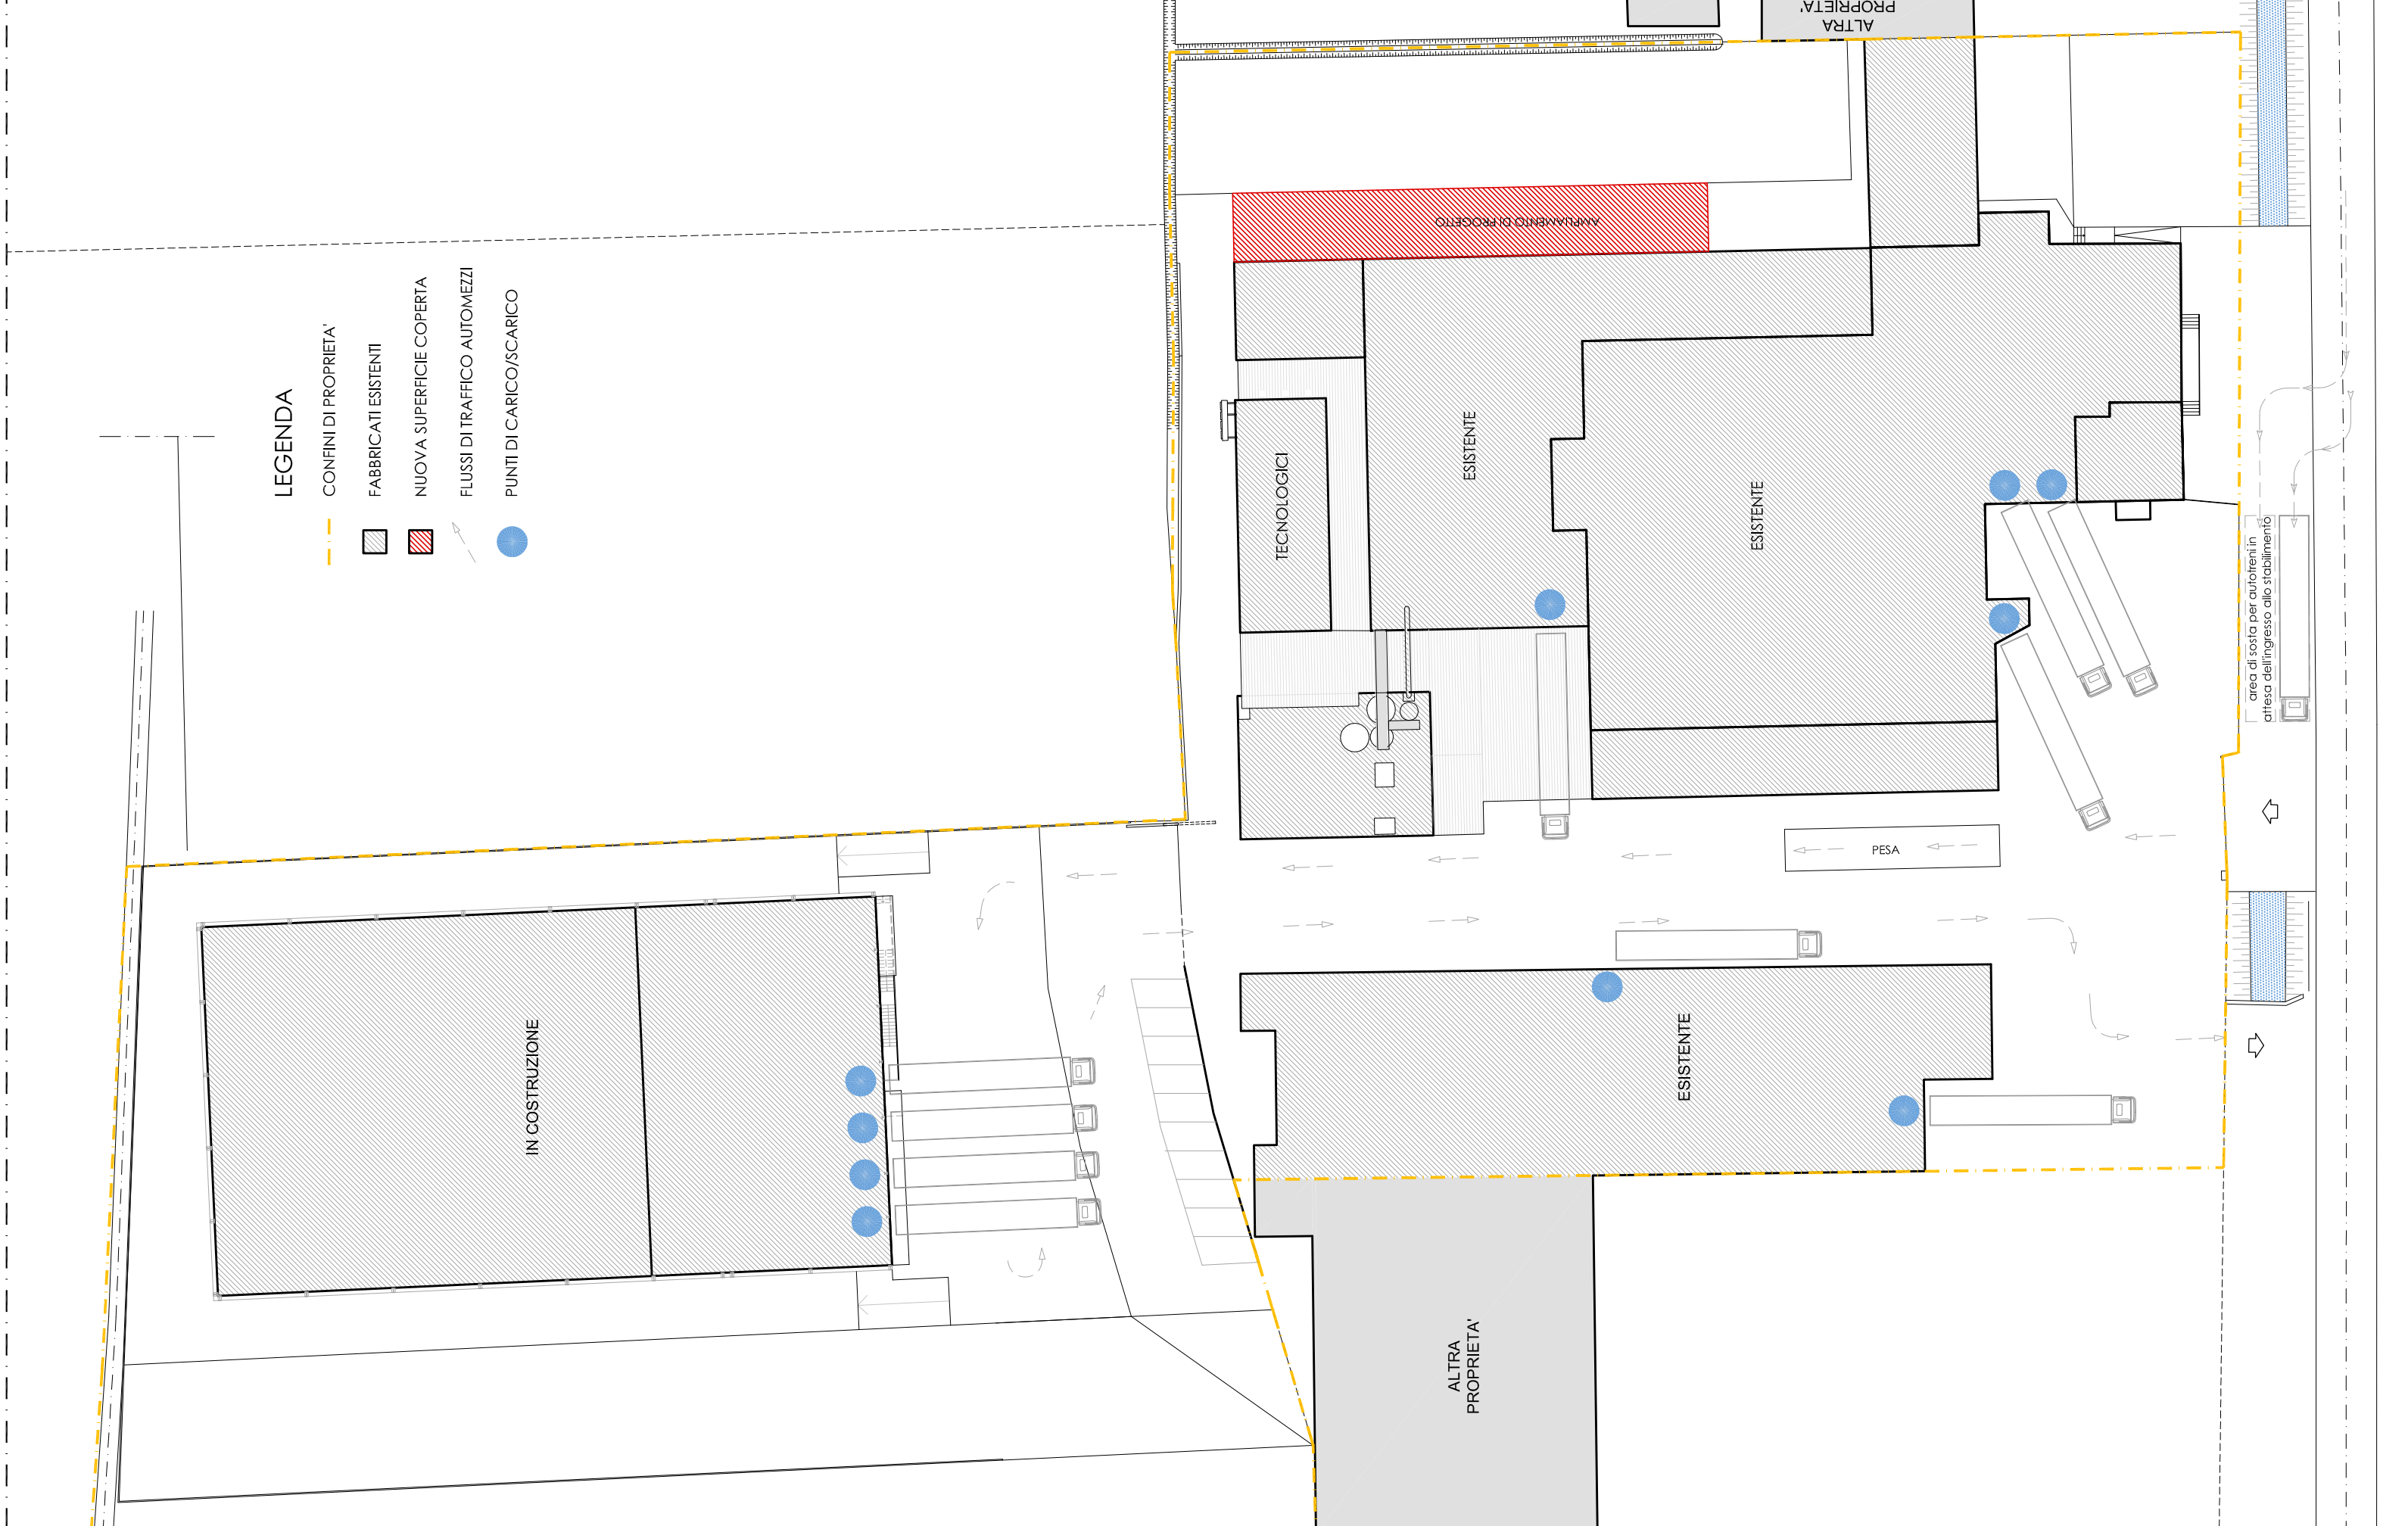 LEGENDA
CONFINI DI PROPRIETA'
FABBRICATI ESISTENTI
NUOVA SUPERFICIE COPERTA
FLUSSI DI TRAFFICO AUTOMEZZI
PUNTI DI CARICO/SCARICO
ALTRA
PROPRIETA'
AMPLIAMENTO DI PROGETTO
TECNOLOGICI
ESISTENTE
ESISTENTE
area di sosta per autotreni in
attesa dell'ingresso allo stabilimento
PESA
IN COSTRUZIONE
ESISTENTE
ALTRA
PROPRIETA'